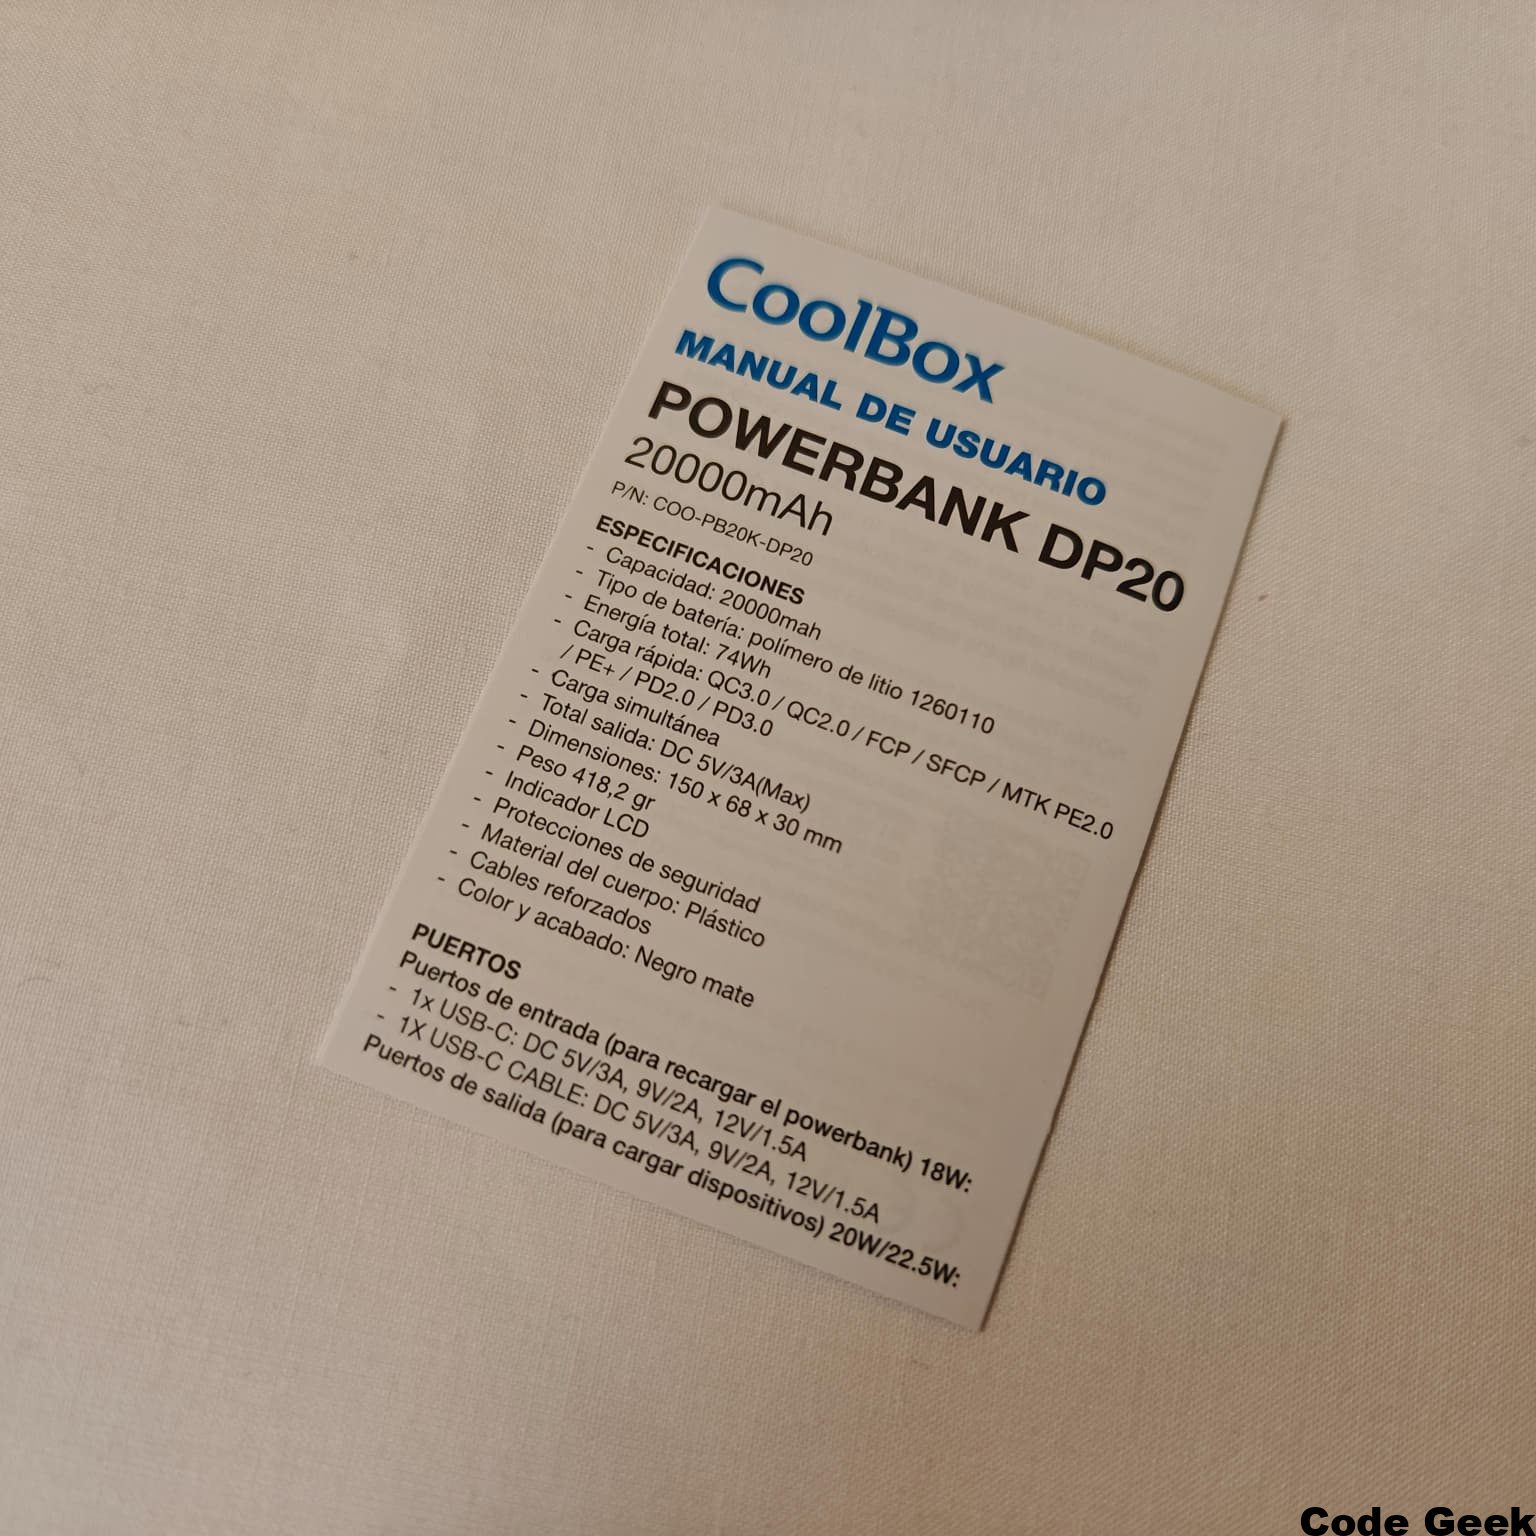 CoolBox
MANUAL DE USUARIO
POWERBANK DP20
20000mAh
P/N: COO-PB20K-DP20
ESPECIFICACIONES
- Capacidad: 20000mah
- Tipo de batería: polímero de litio 1260110
- Energía total: 74Wh
- Carga rápida: QC3.0 / QC2.0 / FCP / SFCP / MTK PE2.0
/ PE+ / PD2.0 / PD3.0
- Carga simultánea
- Total salida: DC 5V/3A(Max)
- Dimensiones: 150 x 68 x 30 mm
- Peso 418,2 gr
- Indicador LCD
- Protecciones de seguridad
- Material del cuerpo: Plástico
- Cables reforzados
- Color y acabado: Negro mate
PUERTOS
Puertos de entrada (para recargar el powerbank) 18W:
- 1x USB-C: DC 5V/3A, 9V/2A, 12V/1.5A
- 1X USB-C CABLE: DC 5V/3A, 9V/2A, 12V/1.5A
Puertos de salida (para cargar dispositivos) 20W/22.5W:
Code Geek